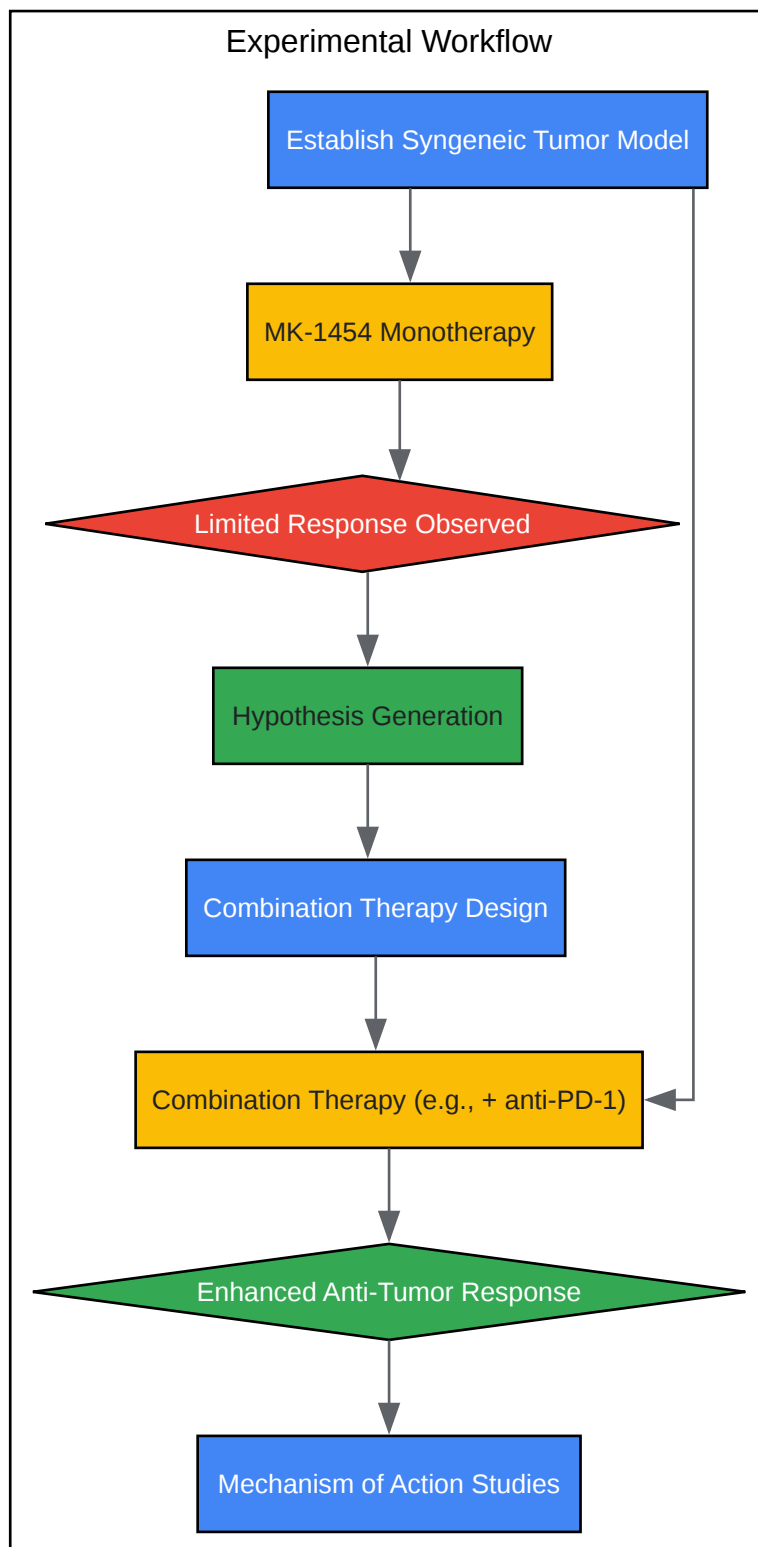 Experimental Workflow
Establish Syngeneic Tumor Model
MK-1454 Monotherapy
Limited Response Observed
Hypothesis Generation
Combination Therapy Design
Combination Therapy (e.g., + anti-PD-1)
Enhanced Anti-Tumor Response
Mechanism of Action Studies